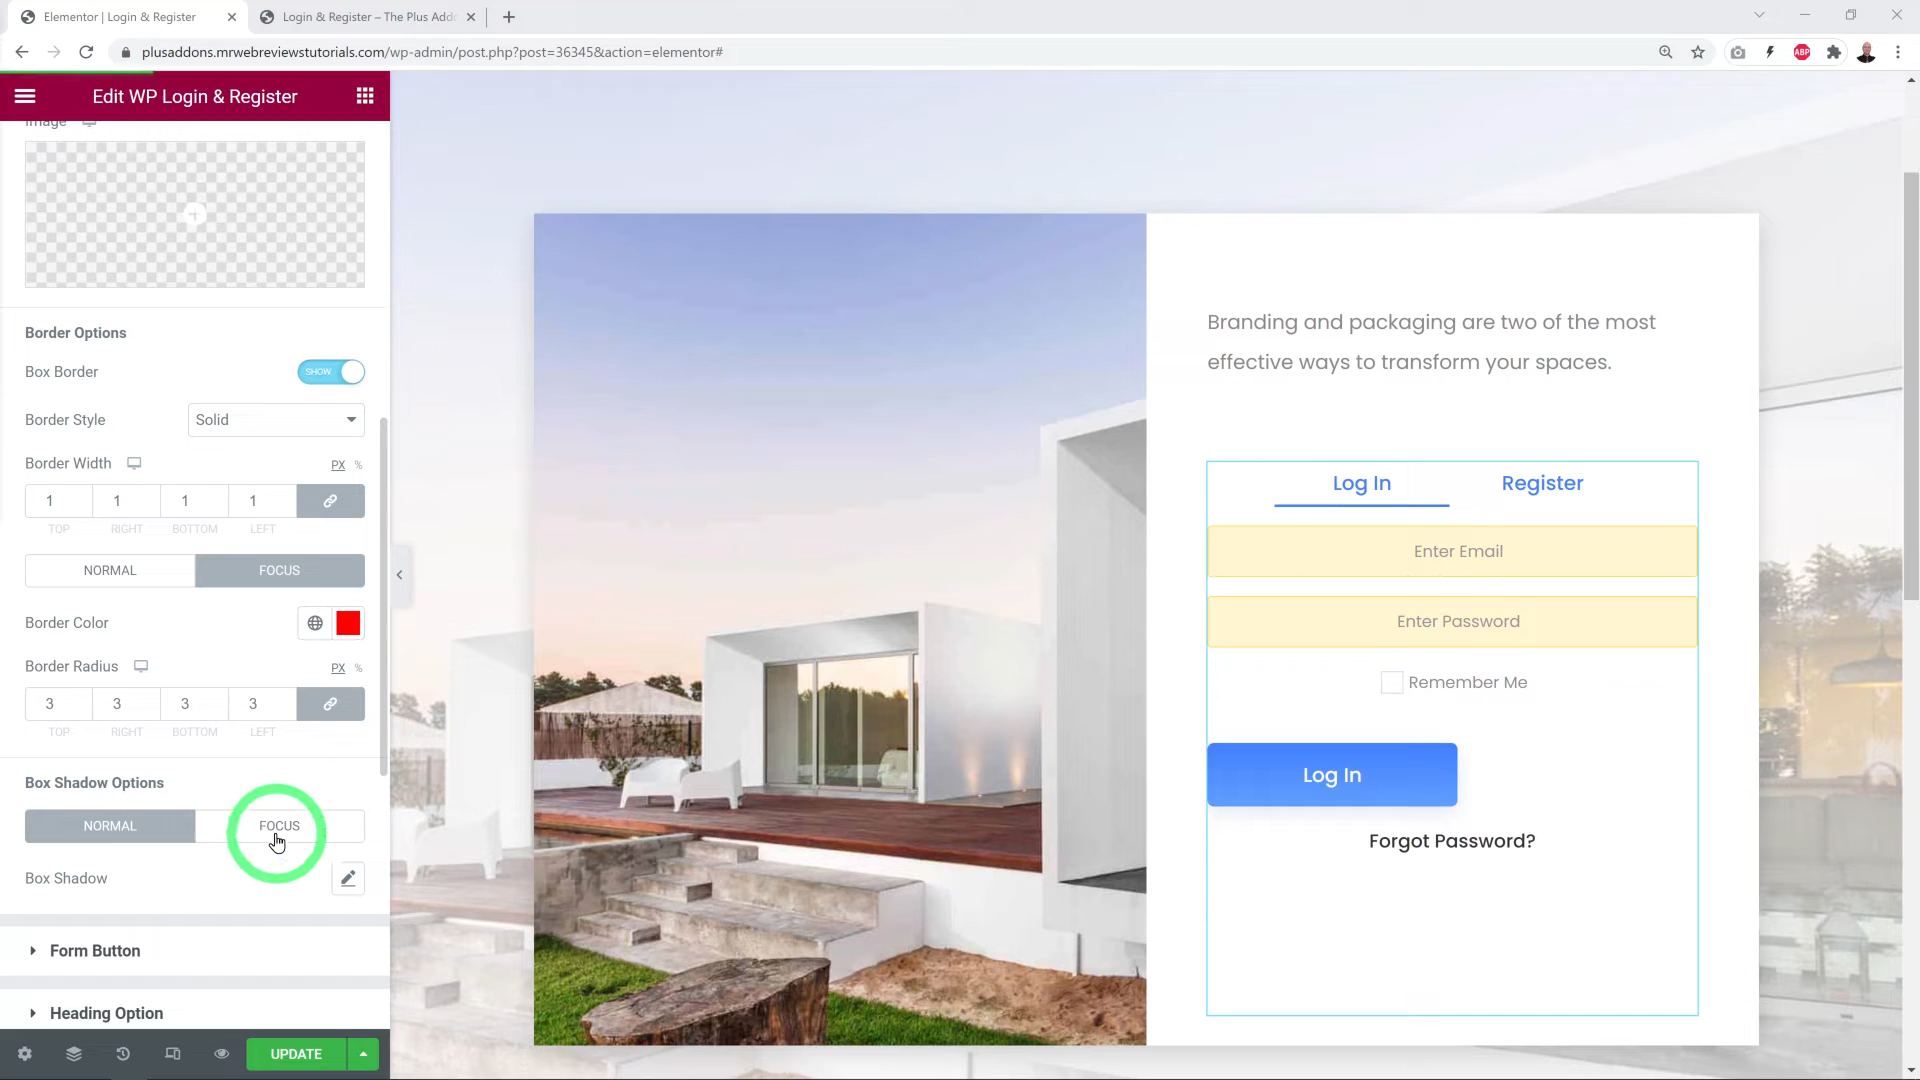 Elementor | Login & Register
Login & Register – The Plus Addo
plusaddons.mrwebreviewstutorials.com/wp-admin/post.php?post=36345&action=elementor#
ABP
Edit WP Login & Register
Image
Border Options
Box Border
SHOW
Border Style
Solid
Border Width
PX %
1 1 1 1
TOP RIGHT BOTTOM LEFT
NORMAL FOCUS
Border Color
Border Radius
PX %
3 3 3 3
TOP RIGHT BOTTOM LEFT
Box Shadow Options
NORMAL FOCUS
Box Shadow
Form Button
Heading Option
UPDATE
Branding and packaging are two of the most
effective ways to transform your spaces.
Log In Register
Enter Email
Enter Password
Remember Me
Log In
Forgot Password?